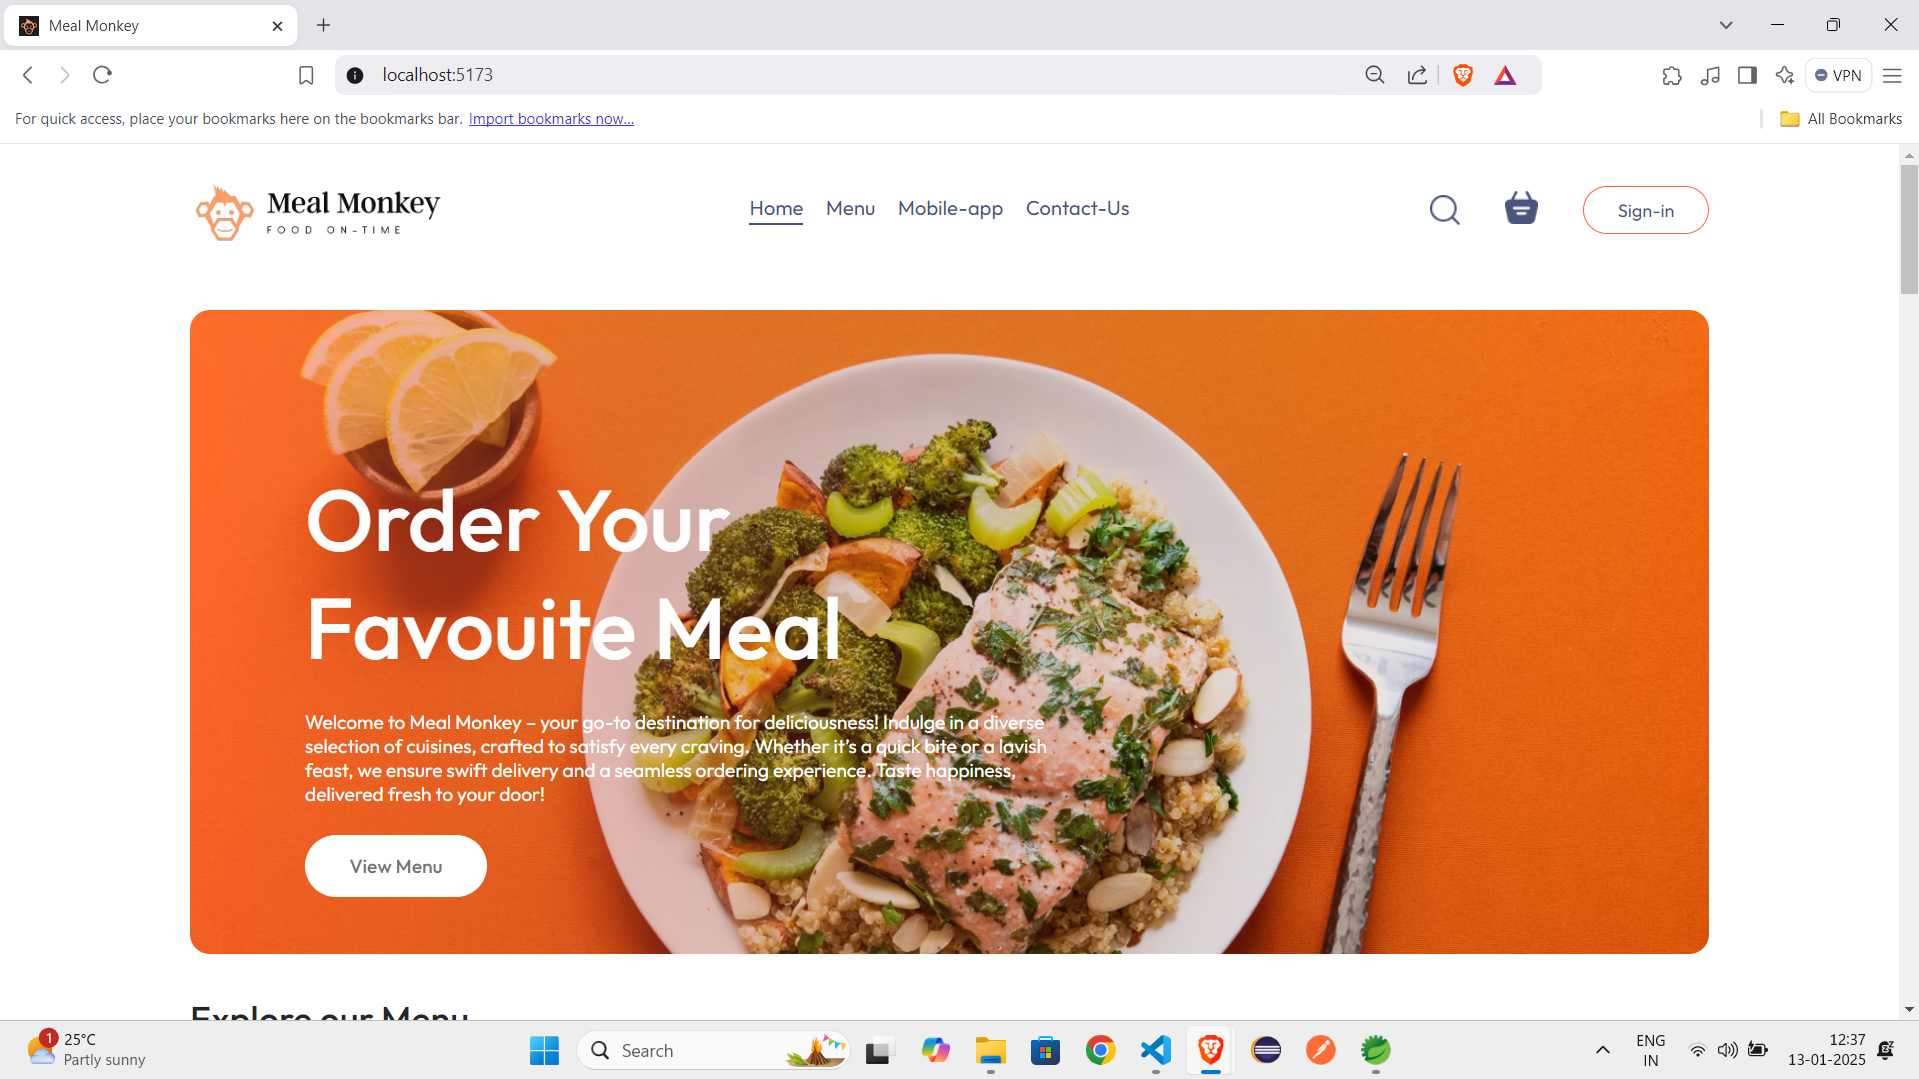 Meal Monkey
localhost:5173
VPN
For quick access, place your bookmarks here on the bookmarks bar. Import bookmarks now...
All Bookmarks
Meal Monkey
FOOD ON-TIME
Home
Menu
Mobile-app
Contact-Us
Sign-in
Order Your
Favouite Meal
Welcome to Meal Monkey – your go-to destination for deliciousness! Indulge in a diverse
selection of cuisines, crafted to satisfy every craving. Whether it's a quick bite or a lavish
feast, we ensure swift delivery and a seamless ordering experience. Taste happiness,
delivered fresh to your door!
View Menu
Explore our Menu
1
25°C
Partly sunny
Search
ENG
IN
12:37
13-01-2025